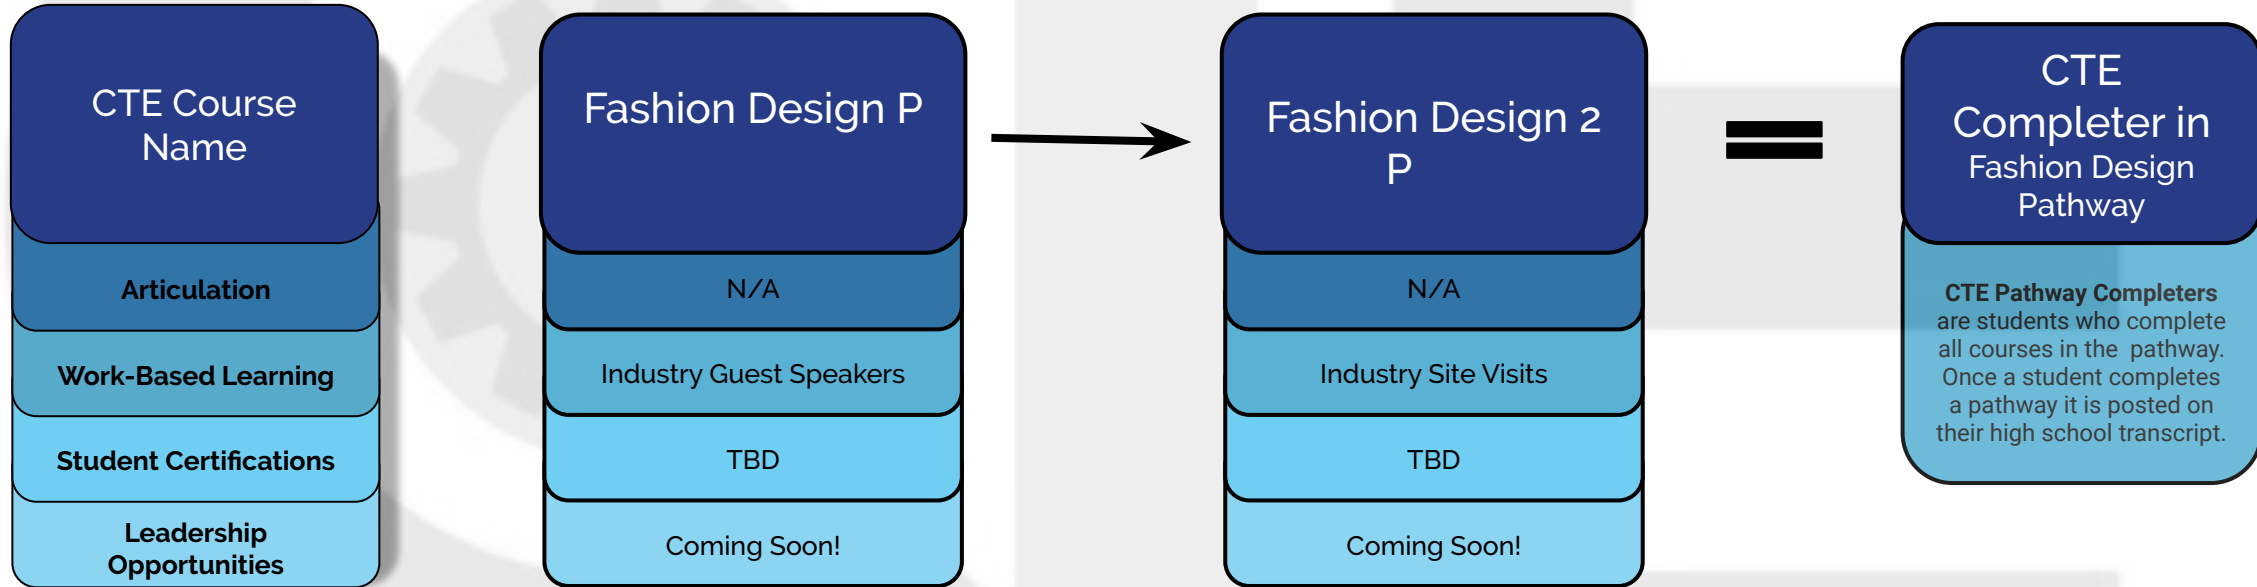 CTE Course
Name
Articulation
Work-Based Learning
Student Certifications
Leadership
Opportunities
Fashion Design P
N/A
Industry Guest Speakers
TBD
Coming Soon!
Fashion Design 2
P
N/A
Industry Site Visits
TBD
Coming Soon!
CTE
Completer in
Fashion Design
Pathway
CTE Pathway Completers
are students who complete
all courses in the pathway.
Once a student completes
a pathway it is posted on
their high school transcript.